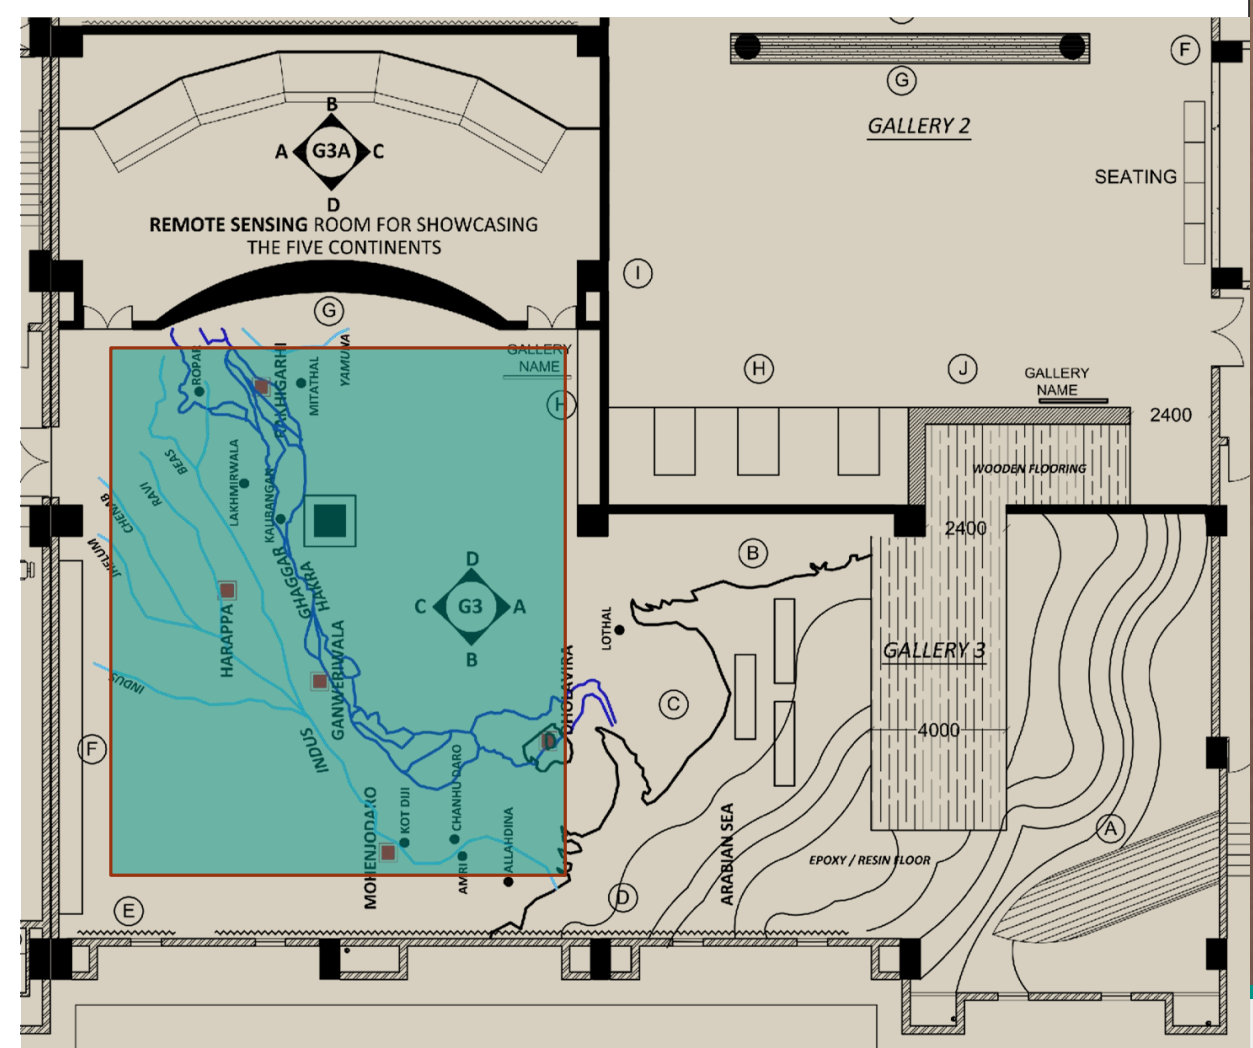 F
G
GALLERY 2
SEATING
B
A G3A C
D
REMOTE SENSING ROOM FOR SHOWCASING
THE FIVE CONTINENTS
I
G
H
J
GALLERY
NAME
2400
WOODEN FLOORING
2400
GALLERY
NAME
H
ROPAR
RAKHIGARHI
MITATHAL
YAMUNA
BEAS
RAVI
CHENAB
JHELUM
LAKHMIRWALA
KALIBANGAN
GHAGGAR
HAKRA
HARAPPA
GANWERIWALA
INDUS
INDUS
D
C G3 A
B
B
LOTHAL
C
DHOLAVIRA
GALLERY 3
4000
F
MOHENJODARO
KOT DIJI
CHANHU DARO
AMRI
ALLAHDINA
ARABIAN SEA
EPOXY / RESIN FLOOR
A
E
D